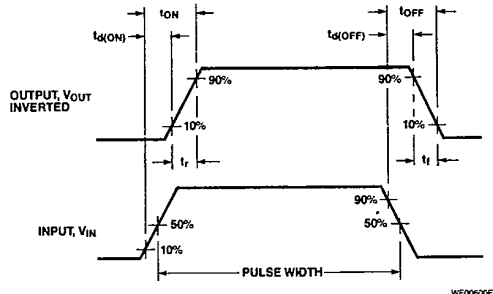 tON
tOFF
td(ON)
td(OFF)
OUTPUT, VOUT
INVERTED
90%
90%
10%
10%
tr
tf
INPUT, VIN
50%
90%
50%
10%
PULSE WIDTH